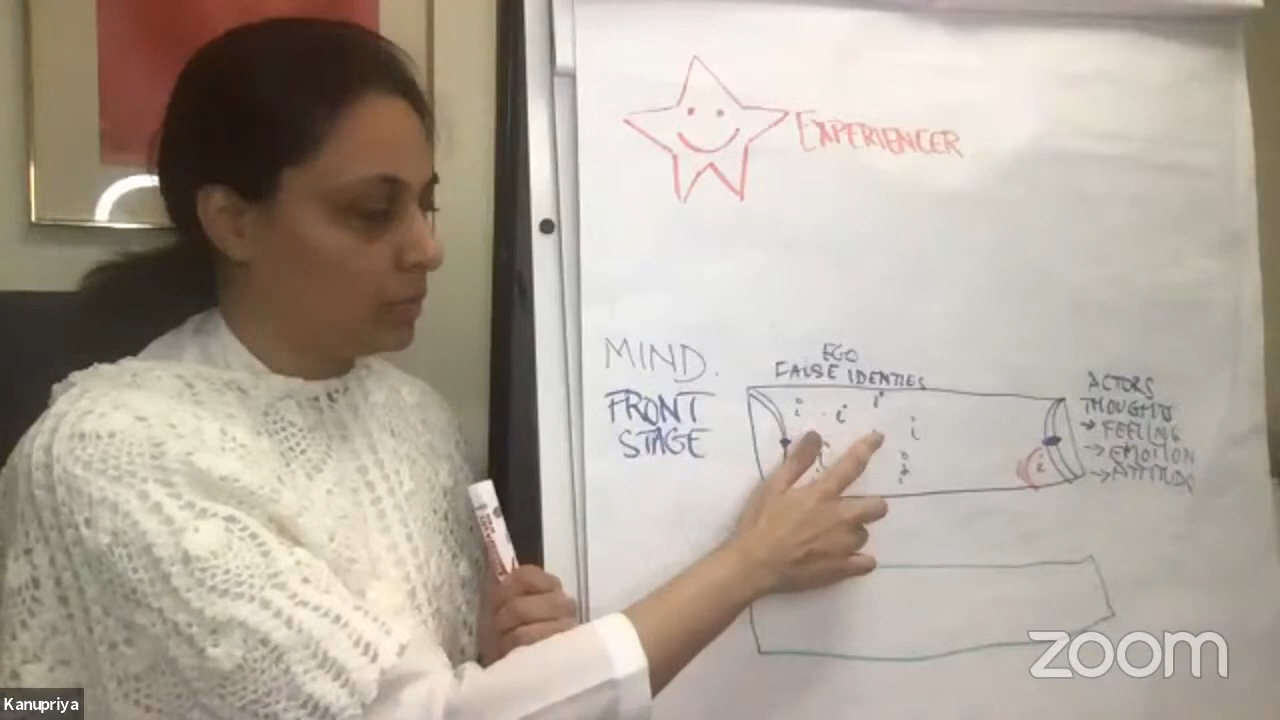 EXPERIENCER
MIND.
FRONT
STAGE
EGO
FALSE IDENTIES
i i i i
i i
i
ACTORS
THOUGHTS
→ FEELING
→ EMOTION
→ ATTITUDE
zoom
Kanupriya